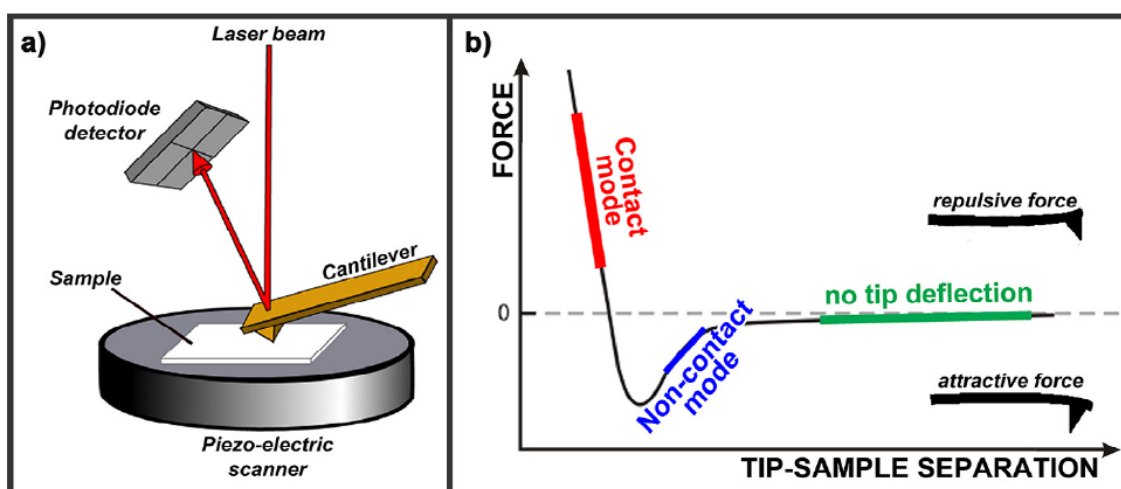 a)
Laser beam
Photodiode
detector
Sample
Cantilever
Piezo-electric
scanner
b)
FORCE
Contact
mode
repulsive force
no tip deflection
0
Non-contact
mode
attractive force
TIP-SAMPLE SEPARATION